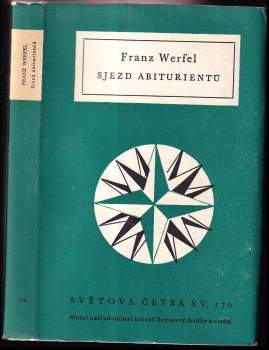 FRANZ WERFEL
Sjezd abiturientů
170
Franz Werfel
SJEZD ABITURIENTŮ
SVĚTOVÁ ČETBA SV. 170
Státní nakladatelství krásné literatury, hudby a umění